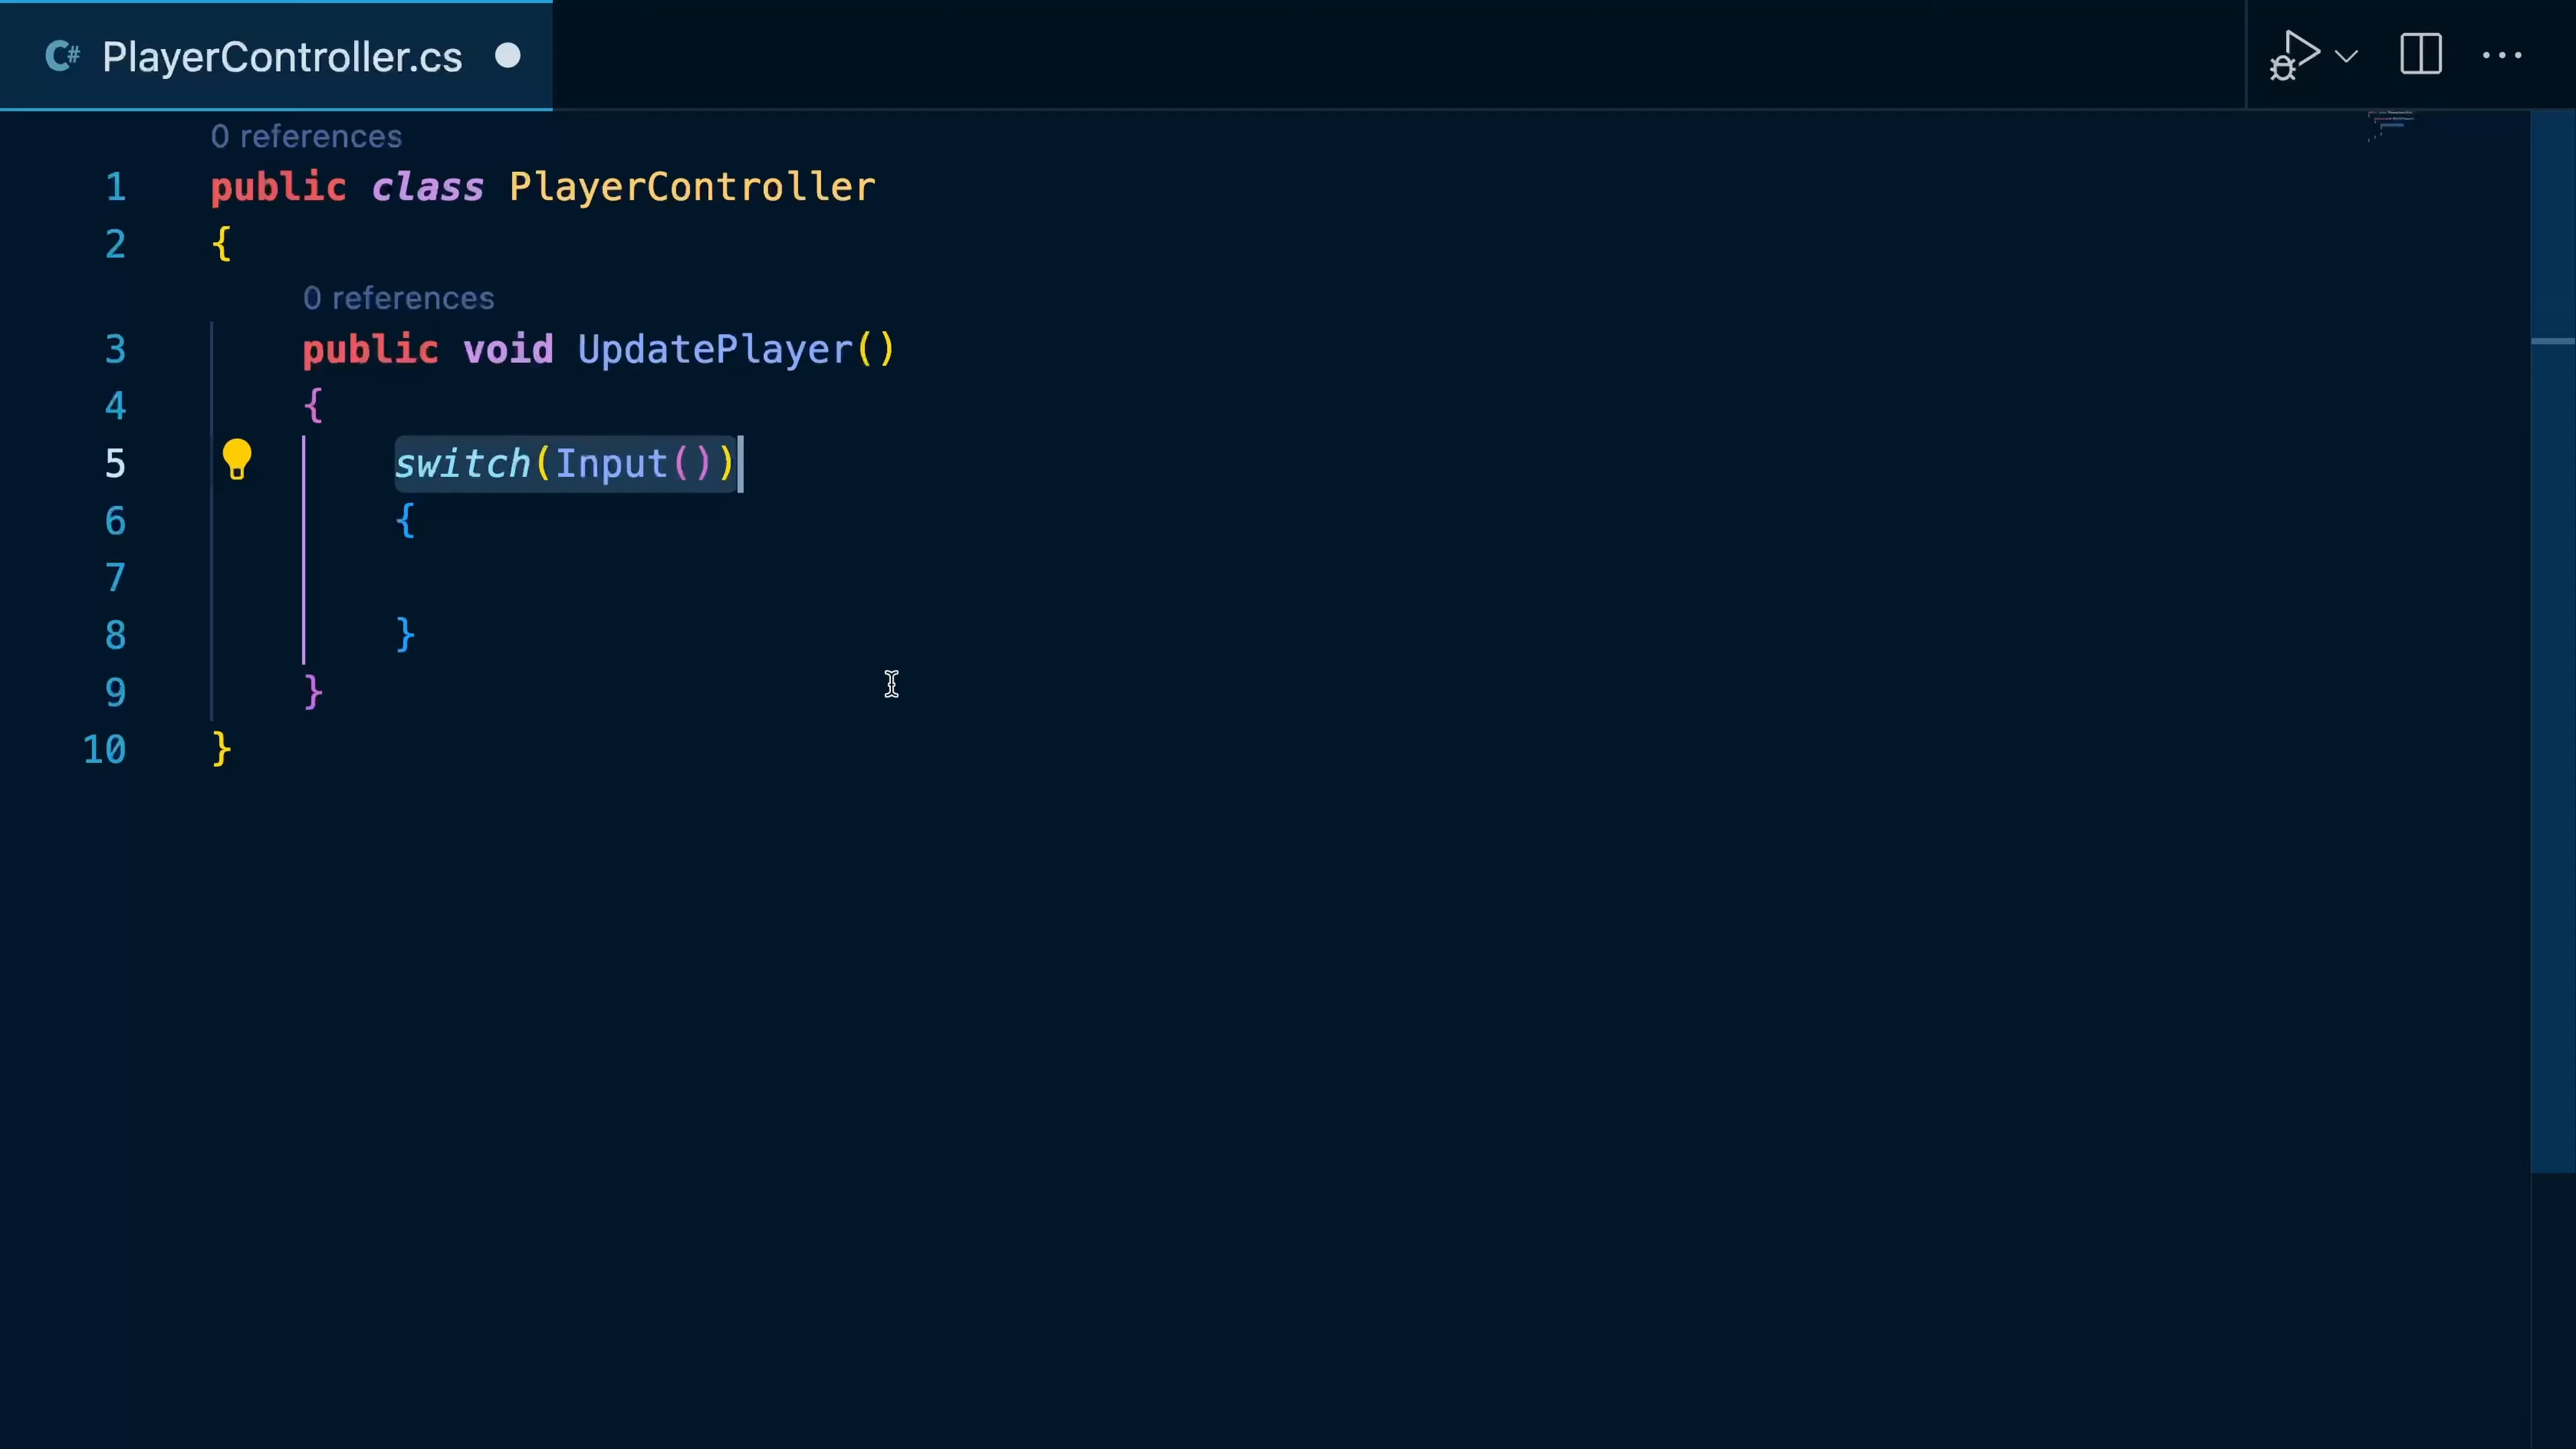 C# PlayerController.cs
0 references
1 public class PlayerController
2 {
0 references
3 public void UpdatePlayer()
4 {
5 switch(Input())
6 {
7
8 }
9 }
10 }